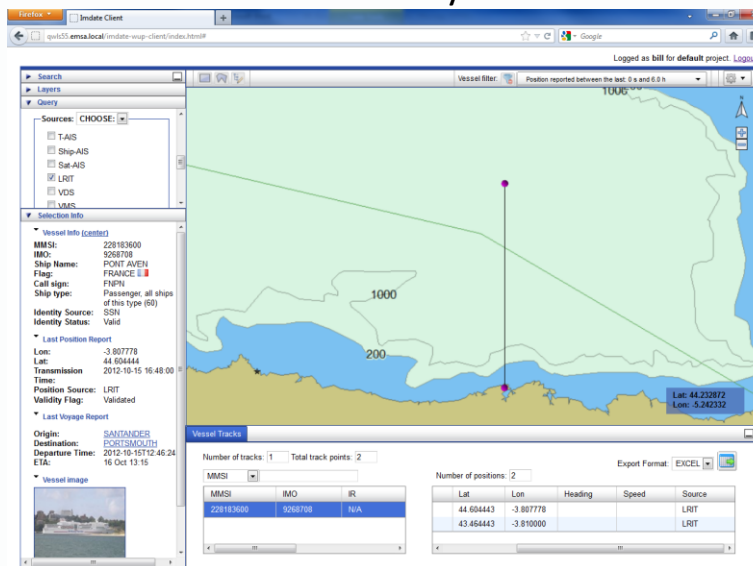 Firefox
Imdate Client
qwls55.emsa.local/imdate-wup-client/index.html#
Google
Logged as bill for default project. Logout
Search
Layers
Query
Sources: CHOOSE:
T-AIS
Ship-AIS
Sat-AIS
LRIT
VDS
VMS
Selection Info
Vessel Info (center)
MMSI: 228183600
IMO: 9268708
Ship Name: PONT AVEN
Flag: FRANCE
Call sign: FNPN
Ship type: Passenger, all ships
of this type (60)
Identity Source: SSN
Identity Status: Valid
Last Position Report
Lon: -3.807778
Lat: 44.604444
Transmission 2012-10-15 16:48:00
Time:
Position Source: LRIT
Validity Flag: Validated
Last Voyage Report
Origin: SANTANDER
Destination: PORTSMOUTH
Departure Time: 2012-10-15T12:46:24
ETA: 16 Oct 13:15
Vessel image
Vessel filter: Position reported between the last: 0 s and 6.0 h
1000
1000
200
Lat: 44.232872
Lon: -5.242332
Vessel Tracks
Number of tracks: 1 Total track points: 2
MMSI
MMSI IMO IR
228183600 9268708 N/A
Export Format: EXCEL
Number of positions: 2
Lat Lon Heading Speed Source
44.604443 -3.807778 LRIT
43.464443 -3.810000 LRIT